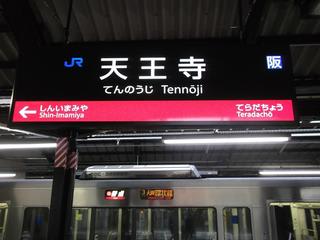 JR 天王寺 阪
てんのうじ Tennōji
← しんいまみや てらだちょう
Shin-Imamiya Teradachō